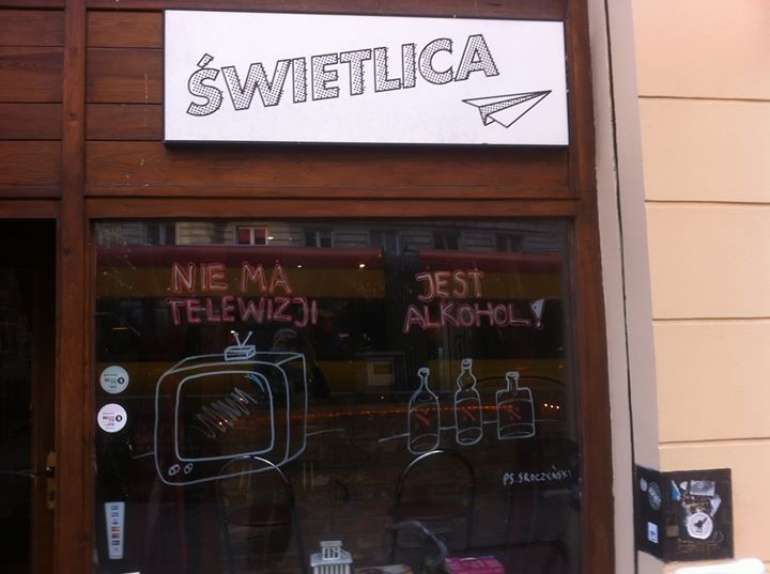 ŚWIETLICA
NIE MA
TELEWIZJI
JEST
ALKOHOL!
PS. SROCZYŃSKI